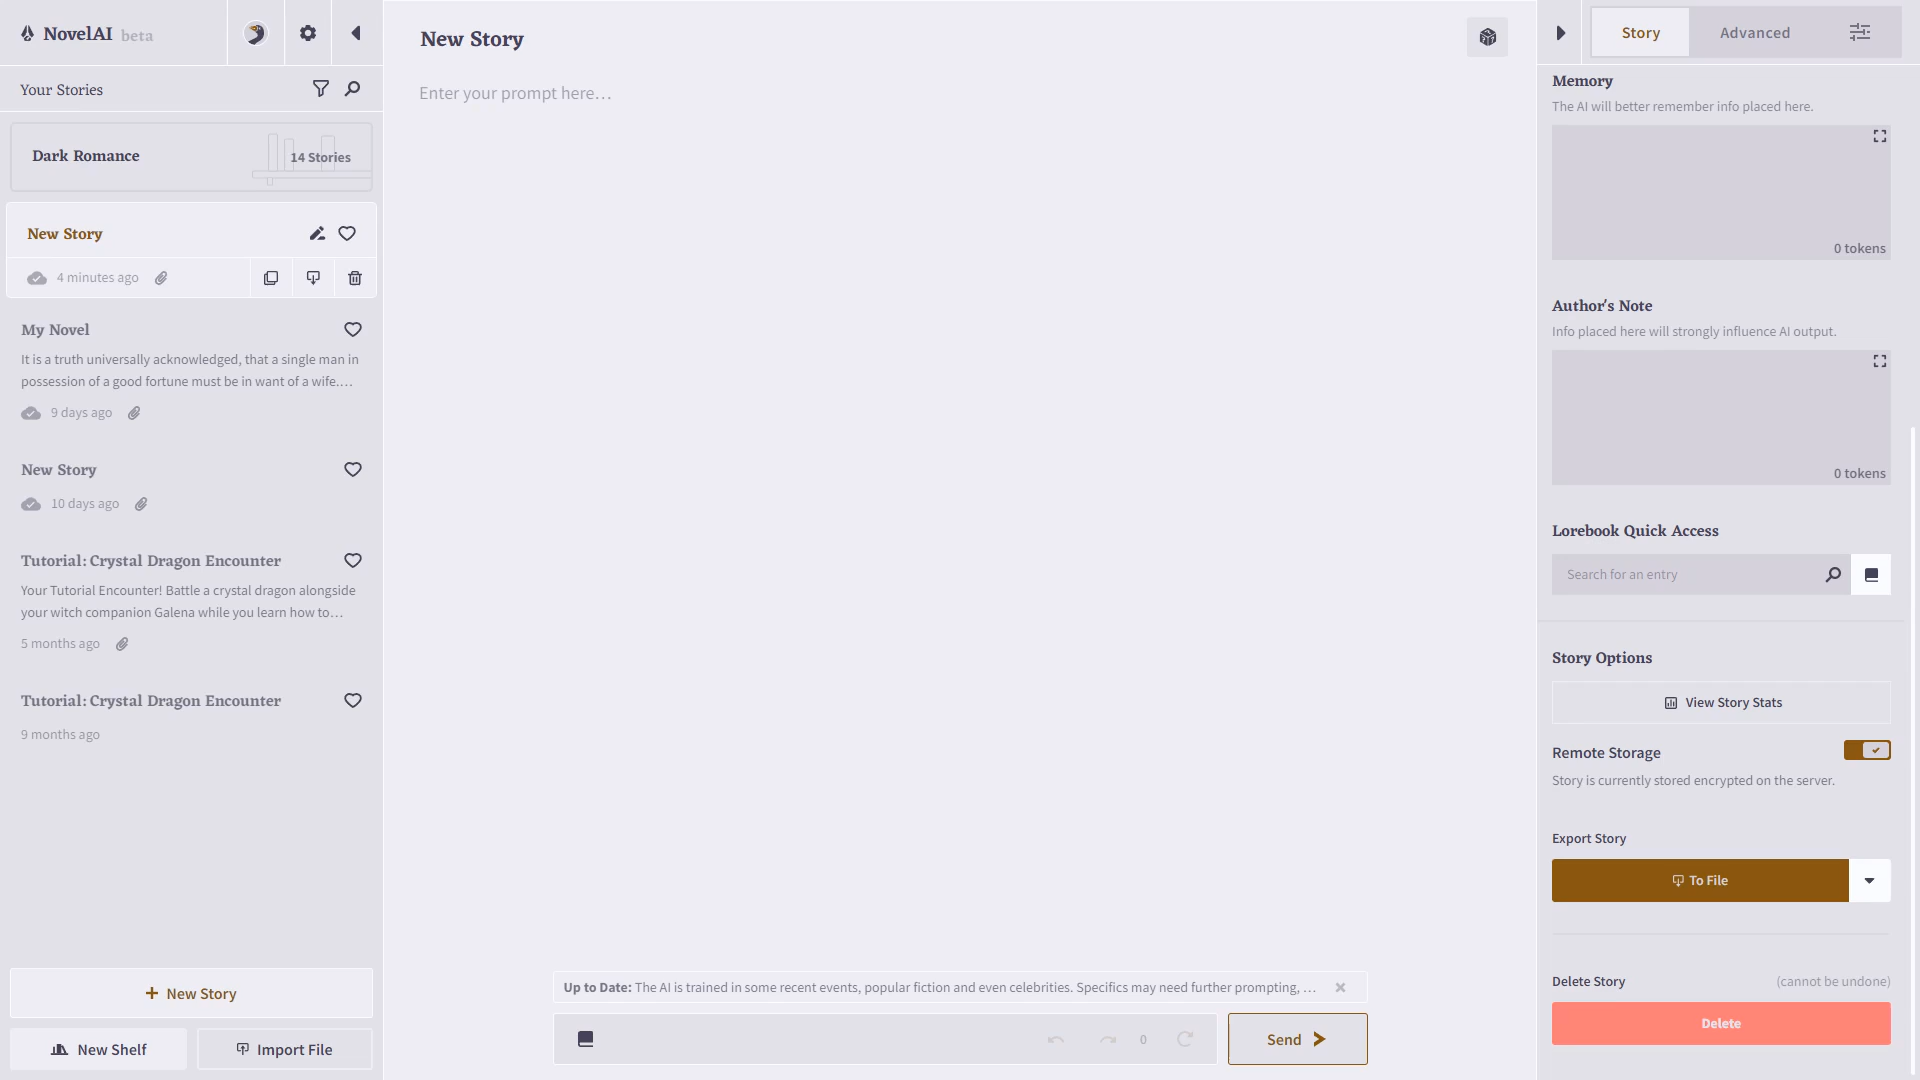 NovelAI beta
Your Stories
Dark Romance
14 Stories
New Story
4 minutes ago
My Novel
It is a truth universally acknowledged, that a single man in
possession of a good fortune must be in want of a wife.…
9 days ago
New Story
10 days ago
Tutorial: Crystal Dragon Encounter
Your Tutorial Encounter! Battle a crystal dragon alongside
your witch companion Galena while you learn how to…
5 months ago
Tutorial: Crystal Dragon Encounter
9 months ago
New Story
New Shelf
Import File
New Story
Enter your prompt here…
Up to Date: The AI is trained in some recent events, popular fiction and even celebrities. Specifics may need further prompting, …
0
Send
Story
Advanced
Memory
The AI will better remember info placed here.
0 tokens
Author's Note
Info placed here will strongly influence AI output.
0 tokens
Lorebook Quick Access
Search for an entry
Story Options
View Story Stats
Remote Storage
Story is currently stored encrypted on the server.
Export Story
To File
Delete Story
(cannot be undone)
Delete